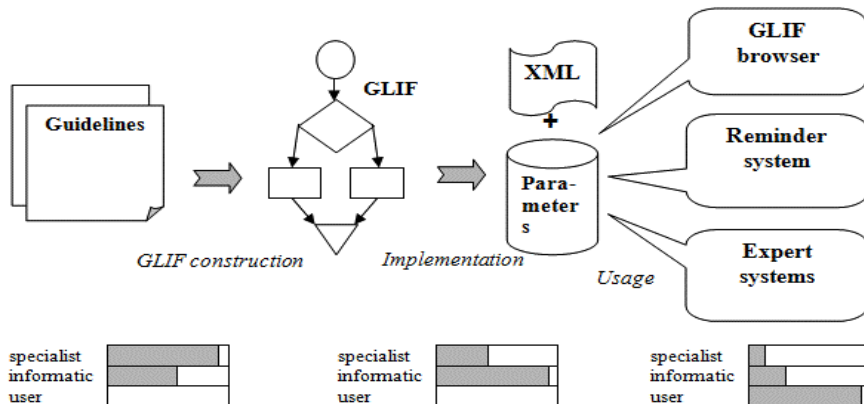 Guidelines
GLIF
XML
+
Para-
meter
s
GLIF
browser
Reminder
system
Expert
systems
GLIF construction
Implementation
Usage
specialist
informatic
user
specialist
informatic
user
specialist
informatic
user